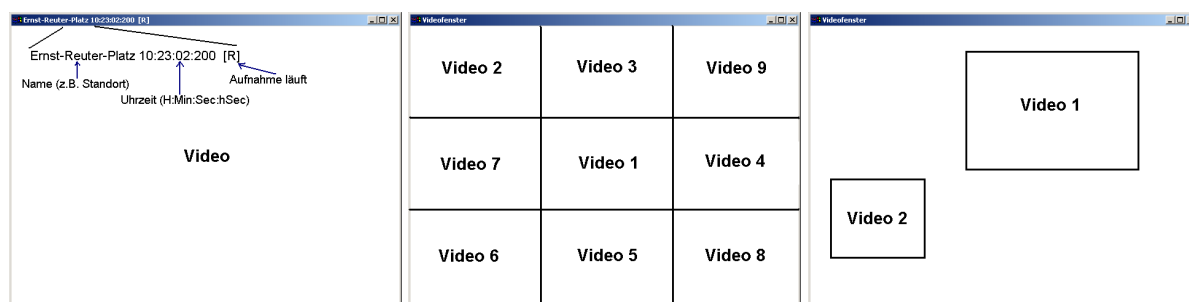 Ernst-Reuter-Platz 10:23:02:200 [R]
Ernst-Reuter-Platz 10:23:02:200 [R]
Name (z.B. Standort)
Aufnahme läuft
Uhrzeit (H:Min:Sec:hSec)
Video
Videofenster
Video 2 Video 3 Video 9
Video 7 Video 1 Video 4
Video 6 Video 5 Video 8
Videofenster
Video 1
Video 2